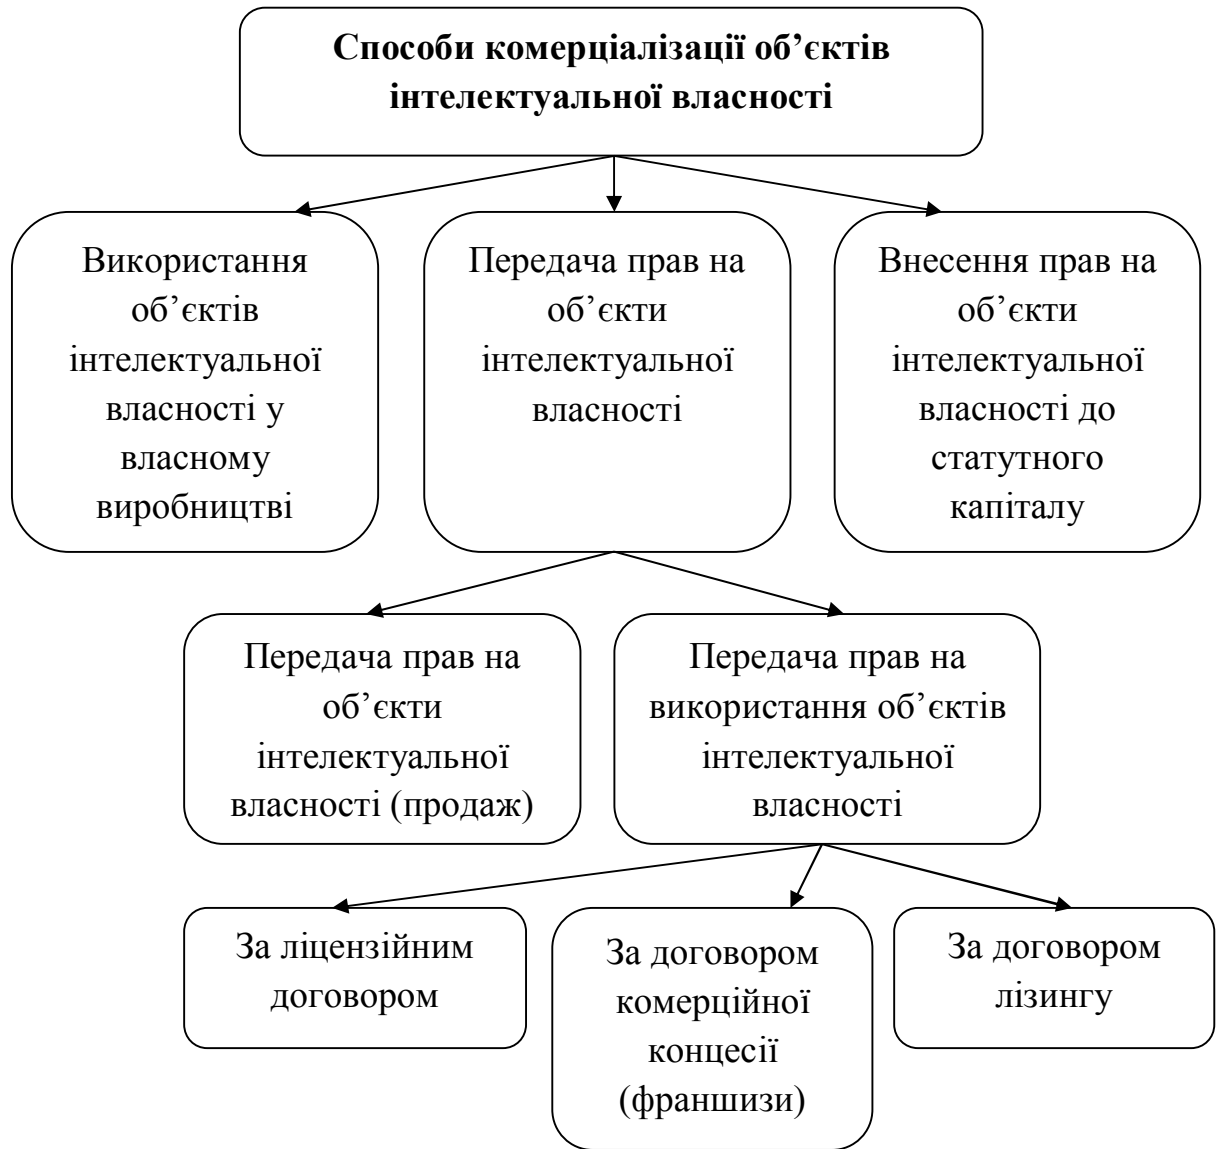 Способи комерціалізації об’єктів
інтелектуальної власності
Використання
об’єктів
інтелектуальної
власності у
власному
виробництві
Передача прав на
об’єкти
інтелектуальної
власності
Внесення прав на
об’єкти
інтелектуальної
власності до
статутного
капіталу
Передача прав на
об’єкти
інтелектуальної
власності (продаж)
Передача прав на
використання об’єктів
інтелектуальної
власності
За ліцензійним
договором
За договором
комерційної
концесії
(франшизи)
За договором
лізингу